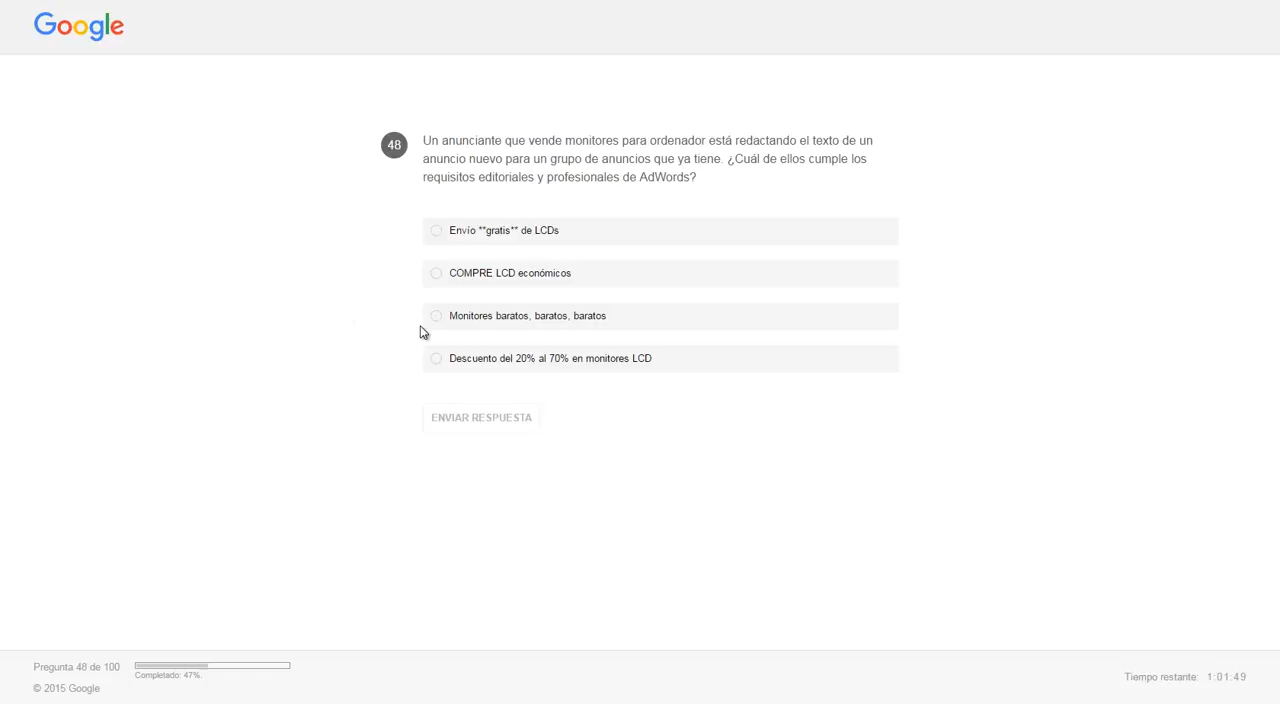 Google
48
Un anunciante que vende monitores para ordenador está redactando el texto de un
anuncio nuevo para un grupo de anuncios que ya tiene. ¿Cuál de ellos cumple los
requisitos editoriales y profesionales de AdWords?
Envío **gratis** de LCDs
COMPRE LCD económicos
Monitores baratos, baratos, baratos
Descuento del 20% al 70% en monitores LCD
ENVIAR RESPUESTA
Pregunta 48 de 100
Completado: 47%.
© 2015 Google
Tiempo restante: 1:01:49